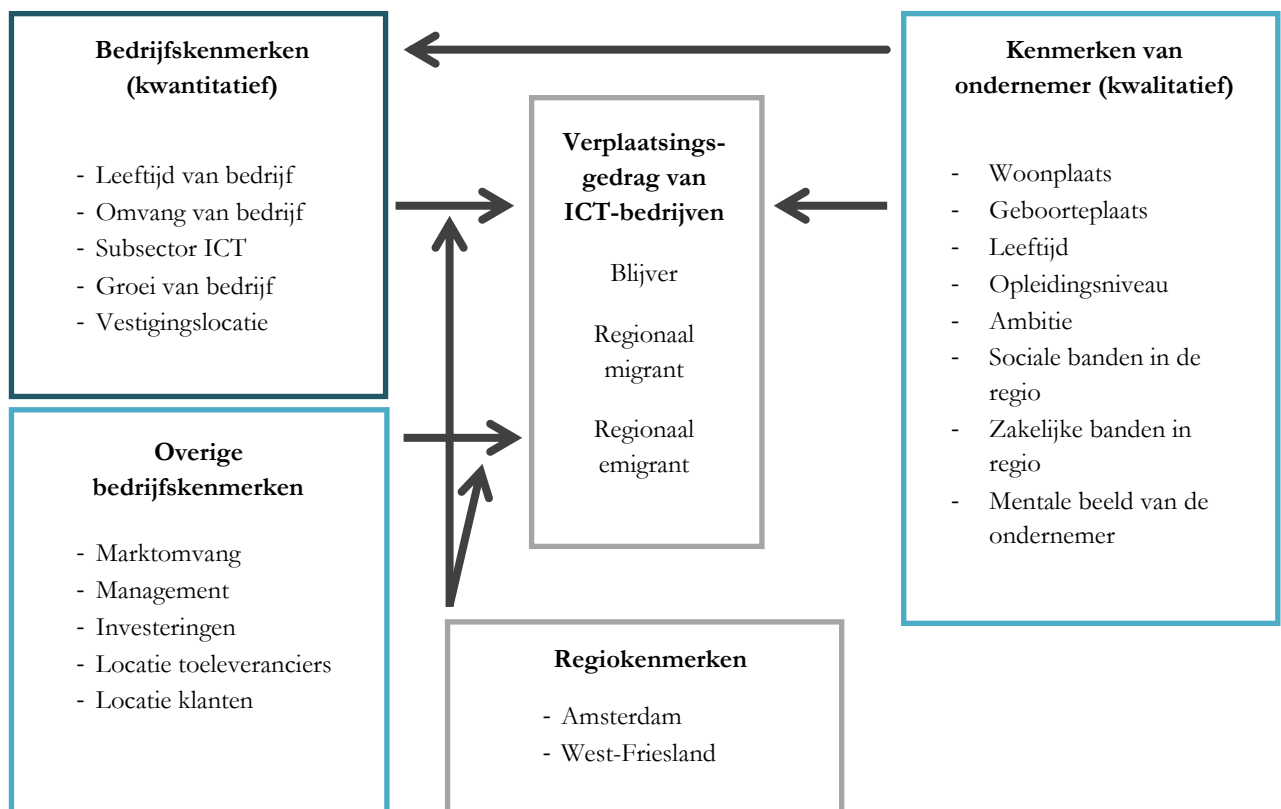 Bedrijfskenmerken
(kwantitatief)
- Leeftijd van bedrijf
- Omvang van bedrijf
- Subsector ICT
- Groei van bedrijf
- Vestigingslocatie
Overige
bedrijfskenmerken
- Marktomvang
- Management
- Investeringen
- Locatie toeleveranciers
- Locatie klanten
Verplaatsings-
gedrag van
ICT-bedrijven
Blijver
Regionaal
migrant
Regionaal
emigrant
Regiokenmerken
- Amsterdam
- West-Friesland
Kenmerken van
ondernemer (kwalitatief)
- Woonplaats
- Geboorteplaats
- Leeftijd
- Opleidingsniveau
- Ambitie
- Sociale banden in de
regio
- Zakelijke banden in
regio
- Mentale beeld van de
ondernemer